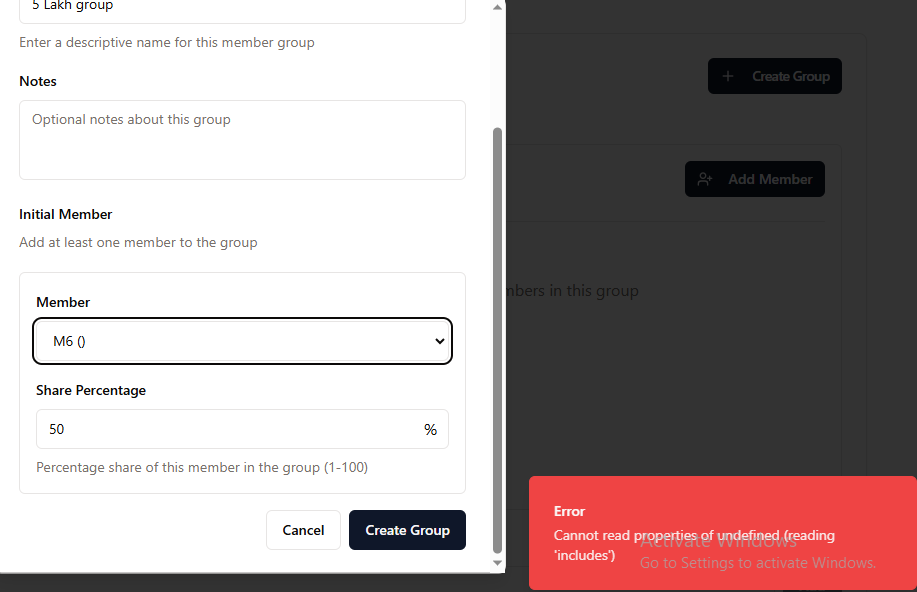 5 Lakh group
Enter a descriptive name for this member group
Notes
Optional notes about this group
Initial Member
Add at least one member to the group
Member
M6 ()
Share Percentage
50 %
Percentage share of this member in the group (1-100)
Cancel Create Group
Create Group
Add Member
in this group
Error
Cannot read properties of undefined (reading
'includes')
Activate Windows
Go to Settings to activate Windows.